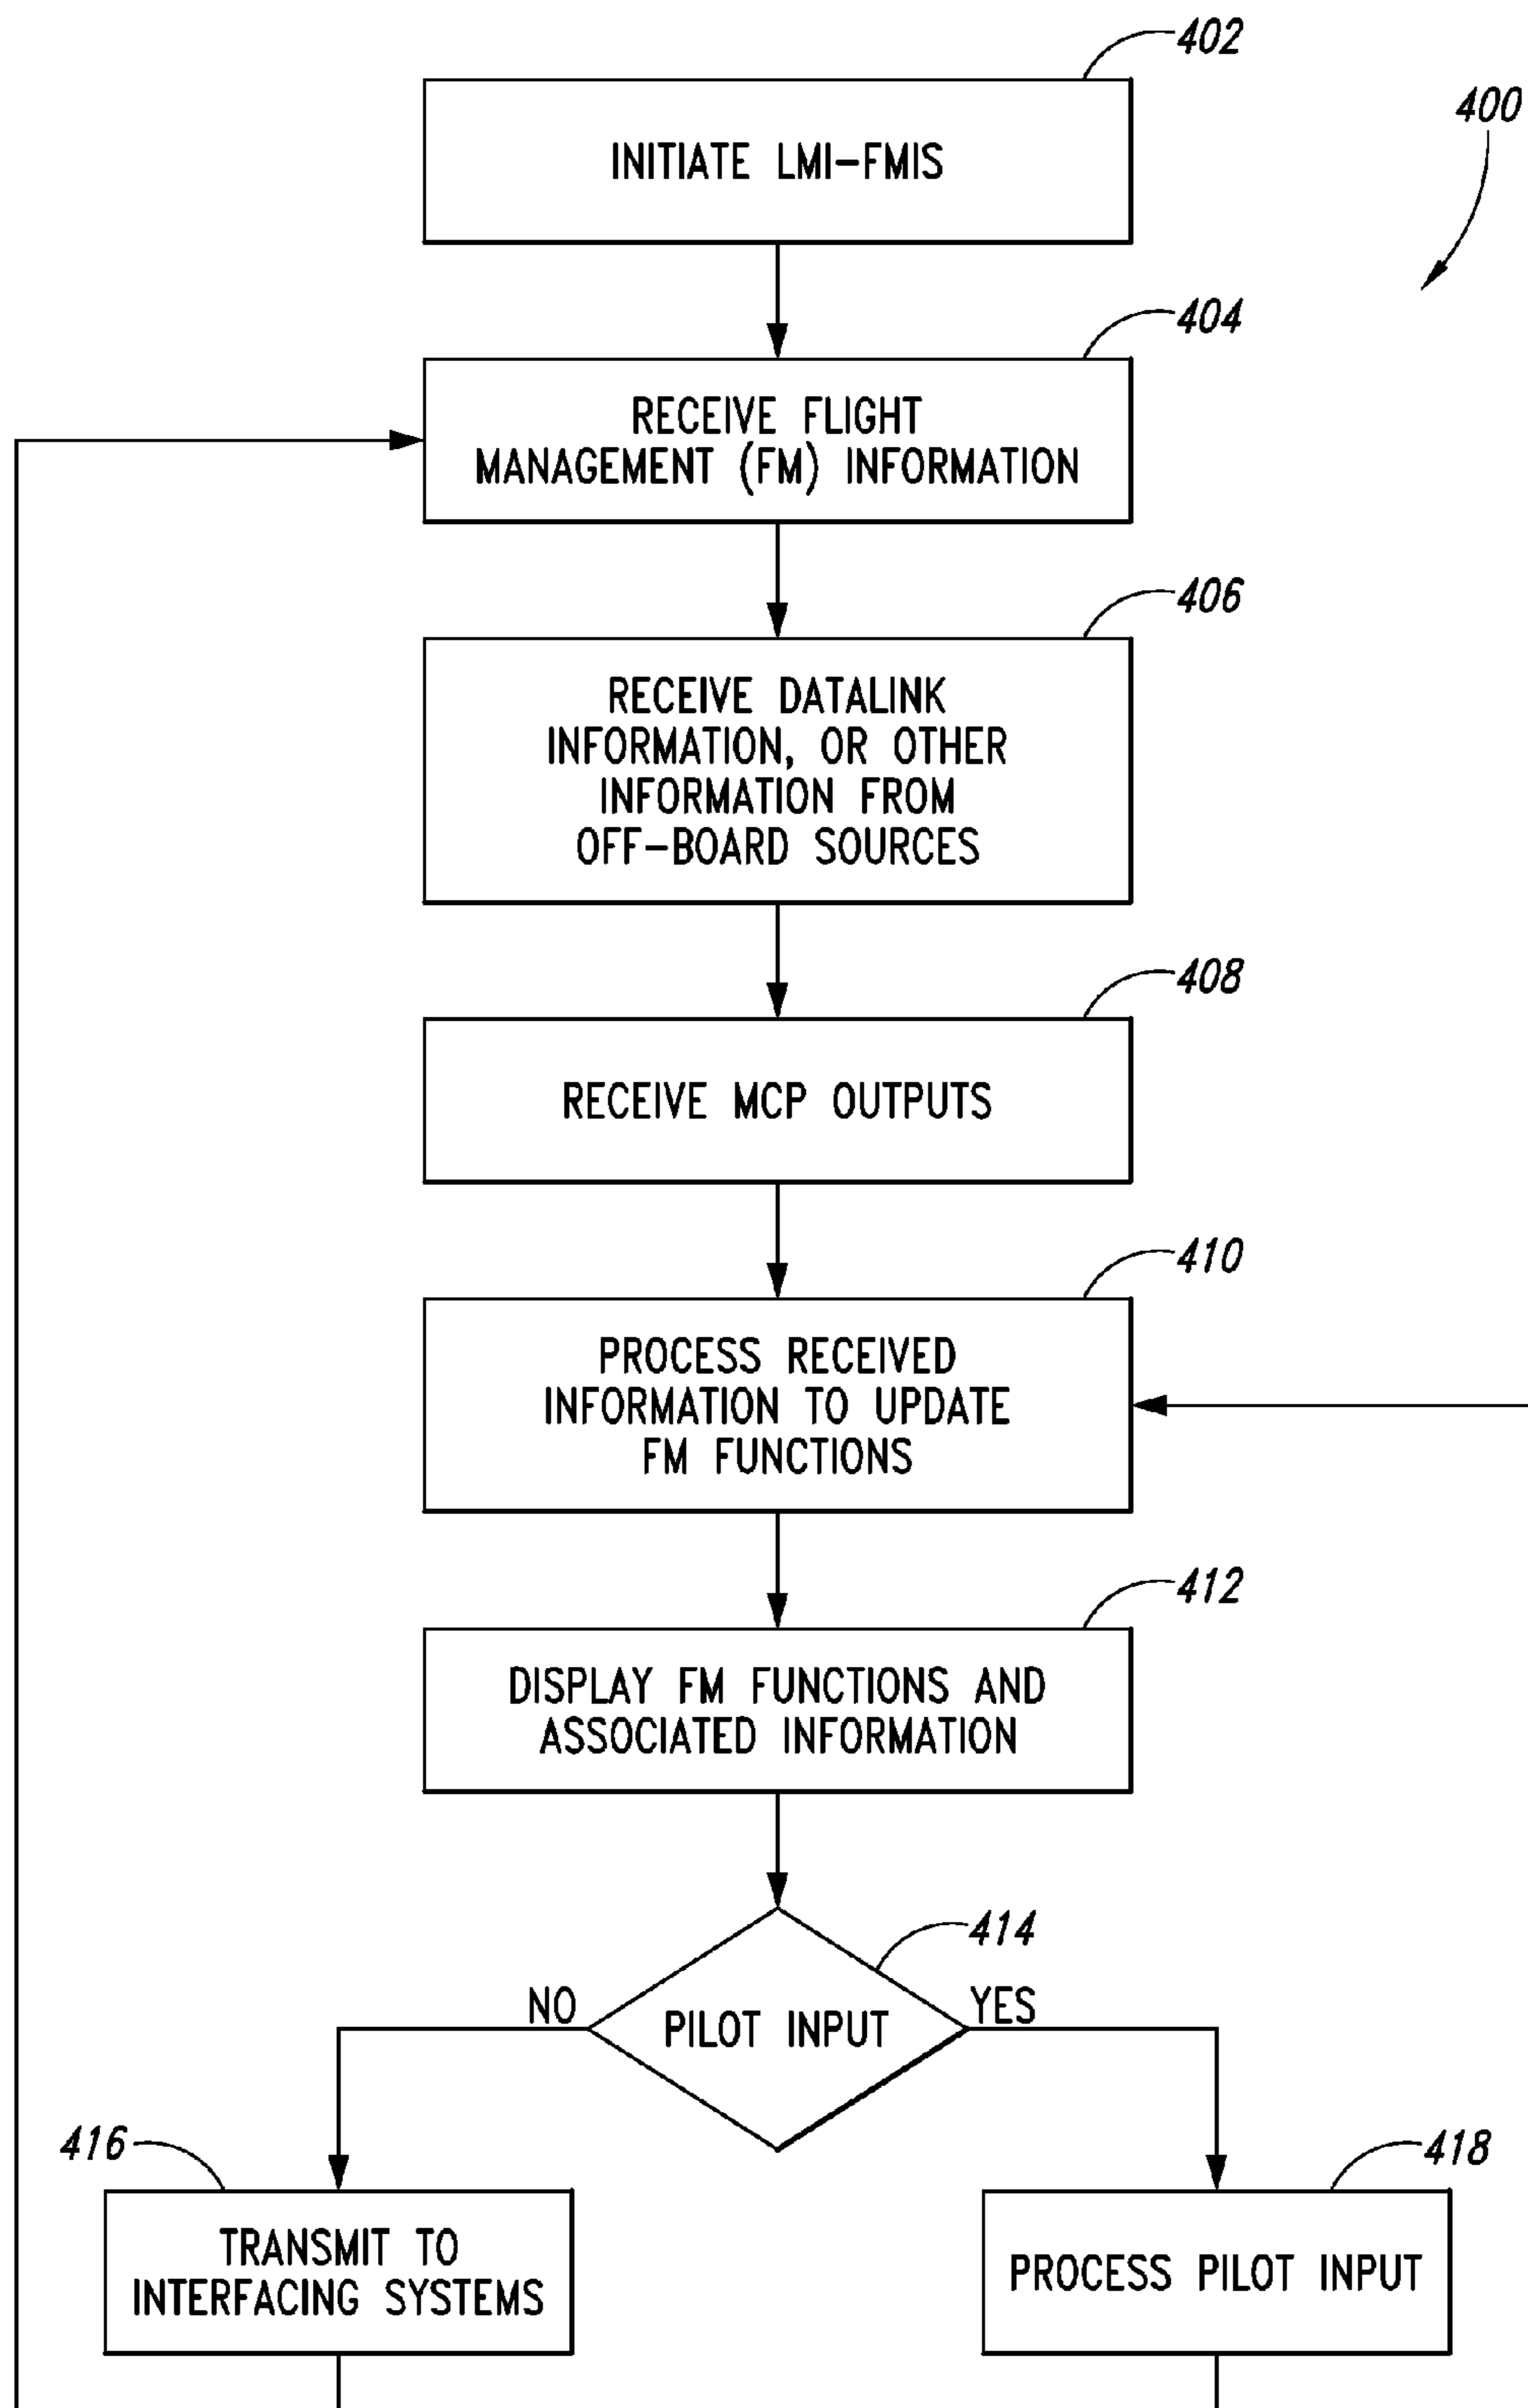 402
400
INITIATE LMI-FMIS
404
RECEIVE FLIGHT
MANAGEMENT (FM) INFORMATION
406
RECEIVE DATALINK
INFORMATION, OR OTHER
INFORMATION FROM
OFF-BOARD SOURCES
408
RECEIVE MCP OUTPUTS
410
PROCESS RECEIVED
INFORMATION TO UPDATE
FM FUNCTIONS
412
DISPLAY FM FUNCTIONS AND
ASSOCIATED INFORMATION
414
NO
PILOT INPUT
YES
416
418
TRANSMIT TO
INTERFACING SYSTEMS
PROCESS PILOT INPUT